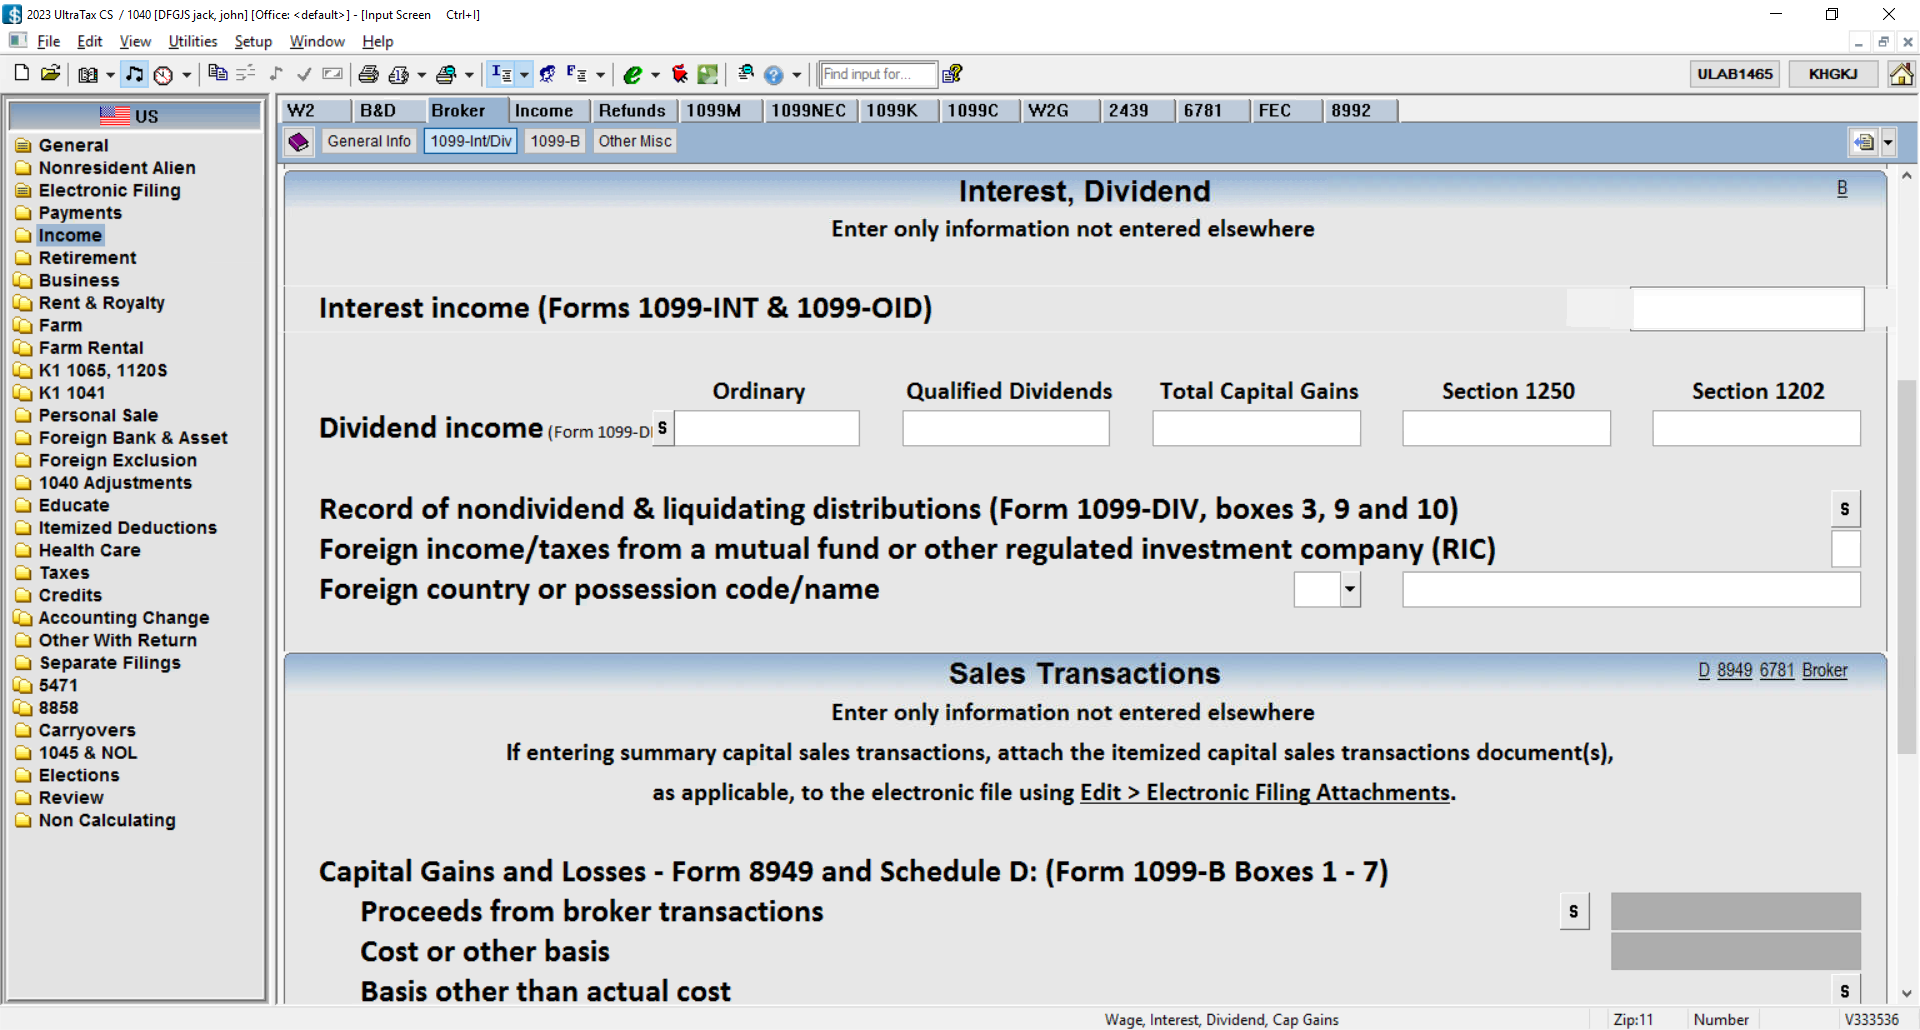 2023 UltraTax CS / 1040 [DFGJS jack, john] [Office: <default>] - [Input Screen Ctrl+I]
File Edit View Utilities Setup Window Help
Find input for... ULAB1465 KHGKJ
US
General
Nonresident Alien
Electronic Filing
Payments
Income
Retirement
Business
Rent & Royalty
Farm
Farm Rental
K1 1065, 1120S
K1 1041
Personal Sale
Foreign Bank & Asset
Foreign Exclusion
1040 Adjustments
Educate
Itemized Deductions
Health Care
Taxes
Credits
Accounting Change
Other With Return
Separate Filings
5471
8858
Carryovers
1045 & NOL
Elections
Review
Non Calculating
W2 B&D Broker Income Refunds 1099M 1099NEC 1099K 1099C W2G 2439 6781 FEC 8992
General Info 1099-Int/Div 1099-B Other Misc
Interest, Dividend B
Enter only information not entered elsewhere
Interest income (Forms 1099-INT & 1099-OID)
Ordinary Qualified Dividends Total Capital Gains Section 1250 Section 1202
Dividend income (Form 1099-DI S
Record of nondividend & liquidating distributions (Form 1099-DIV, boxes 3, 9 and 10) S
Foreign income/taxes from a mutual fund or other regulated investment company (RIC)
Foreign country or possession code/name
Sales Transactions D 8949 6781 Broker
Enter only information not entered elsewhere
If entering summary capital sales transactions, attach the itemized capital sales transactions document(s),
as applicable, to the electronic file using Edit > Electronic Filing Attachments.
Capital Gains and Losses - Form 8949 and Schedule D: (Form 1099-B Boxes 1 - 7)
Proceeds from broker transactions S
Cost or other basis
Basis other than actual cost S
Wage, Interest, Dividend, Cap Gains Zip:11 Number V333536